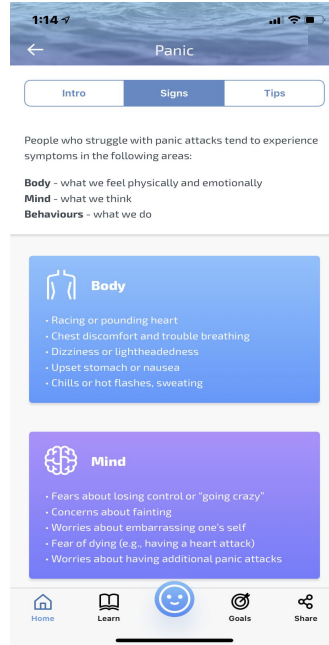 1:14
Panic
Intro
Signs
Tips
People who struggle with panic attacks tend to experience
symptoms in the following areas:
Body - what we feel physically and emotionally
Mind - what we think
Behaviours - what we do
Body
• Racing or pounding heart
• Chest discomfort and trouble breathing
• Dizziness or lightheadedness
• Upset stomach or nausea
• Chills or hot flashes, sweating
Mind
• Fears about losing control or "going crazy"
• Concerns about fainting
• Worries about embarrassing one's self
• Fear of dying (e.g., having a heart attack)
• Worries about having additional panic attacks
Home
Learn
Goals
Share